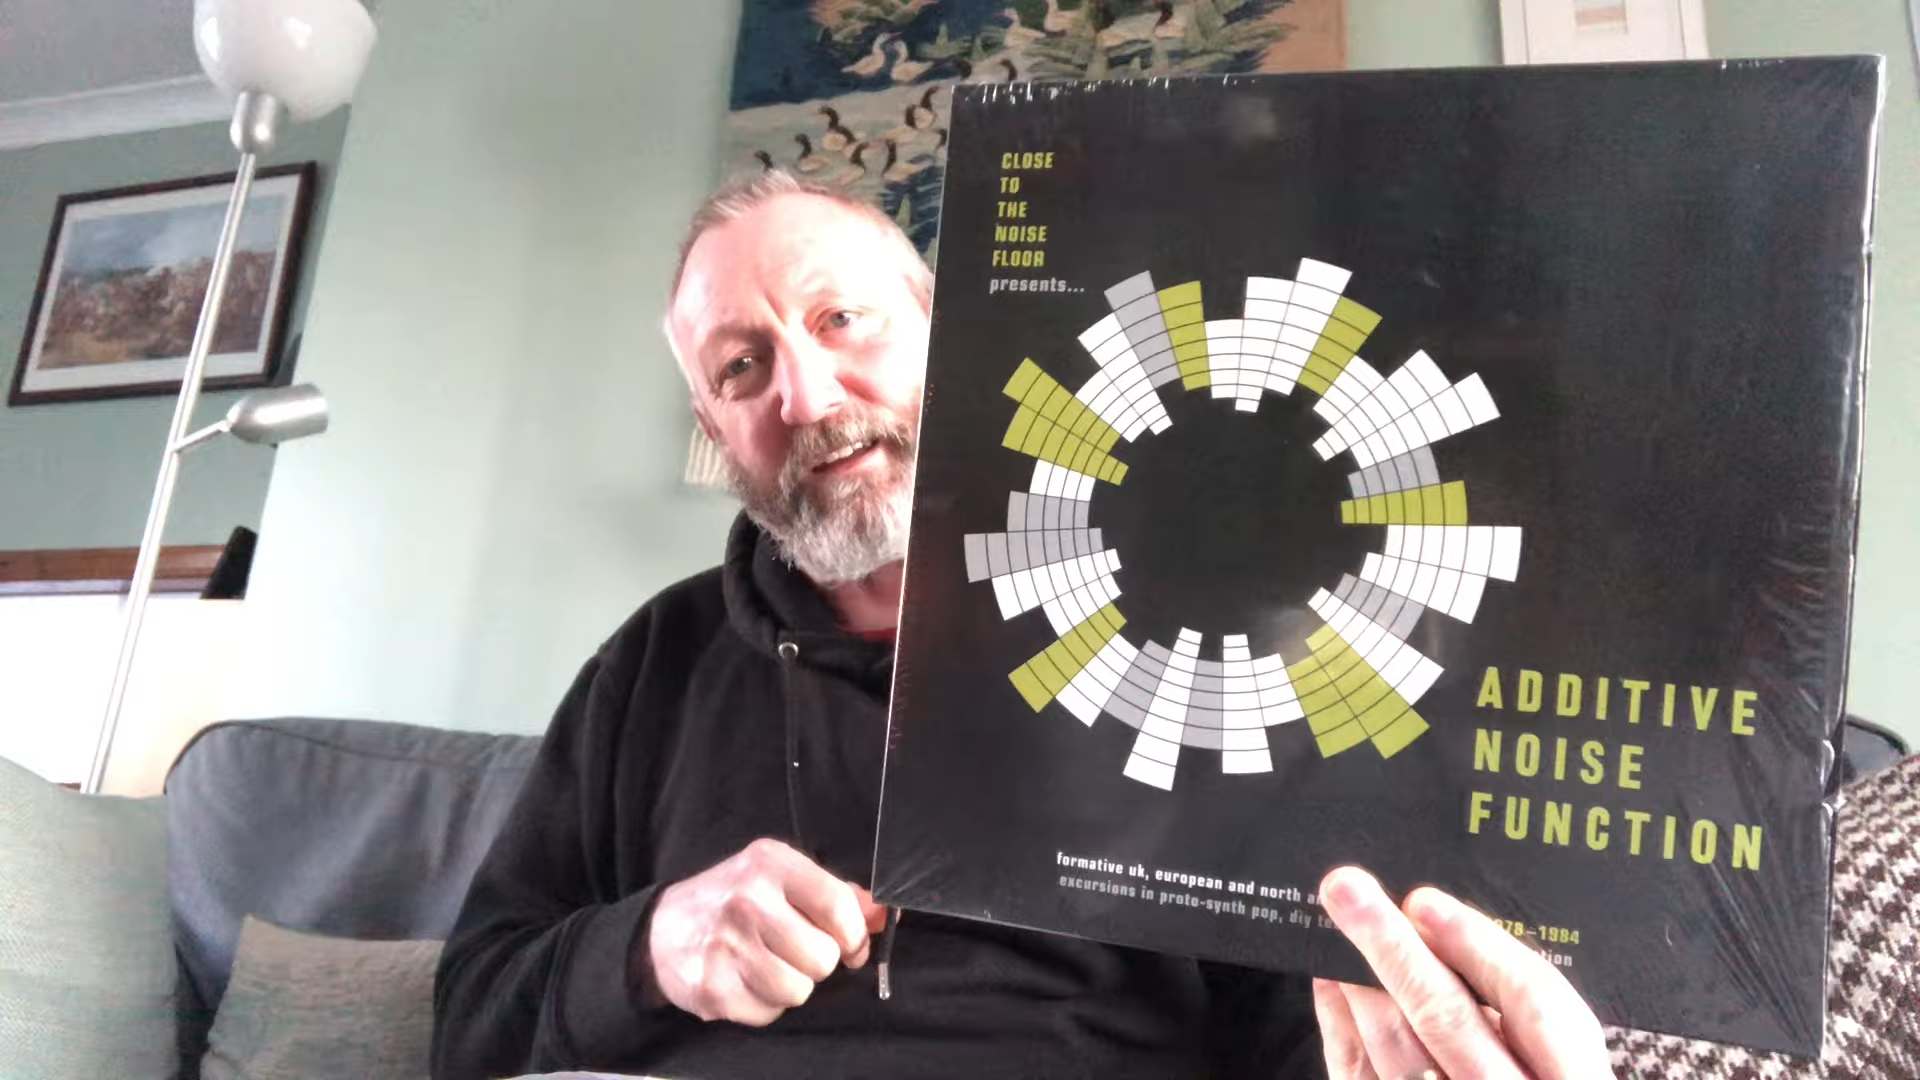 CLOSE
TO
THE
NOISE
FLOOR
presents...
ADDITIVE
NOISE
FUNCTION
formative uk, european and north
excursions in proto-synth pop, diy
–1984